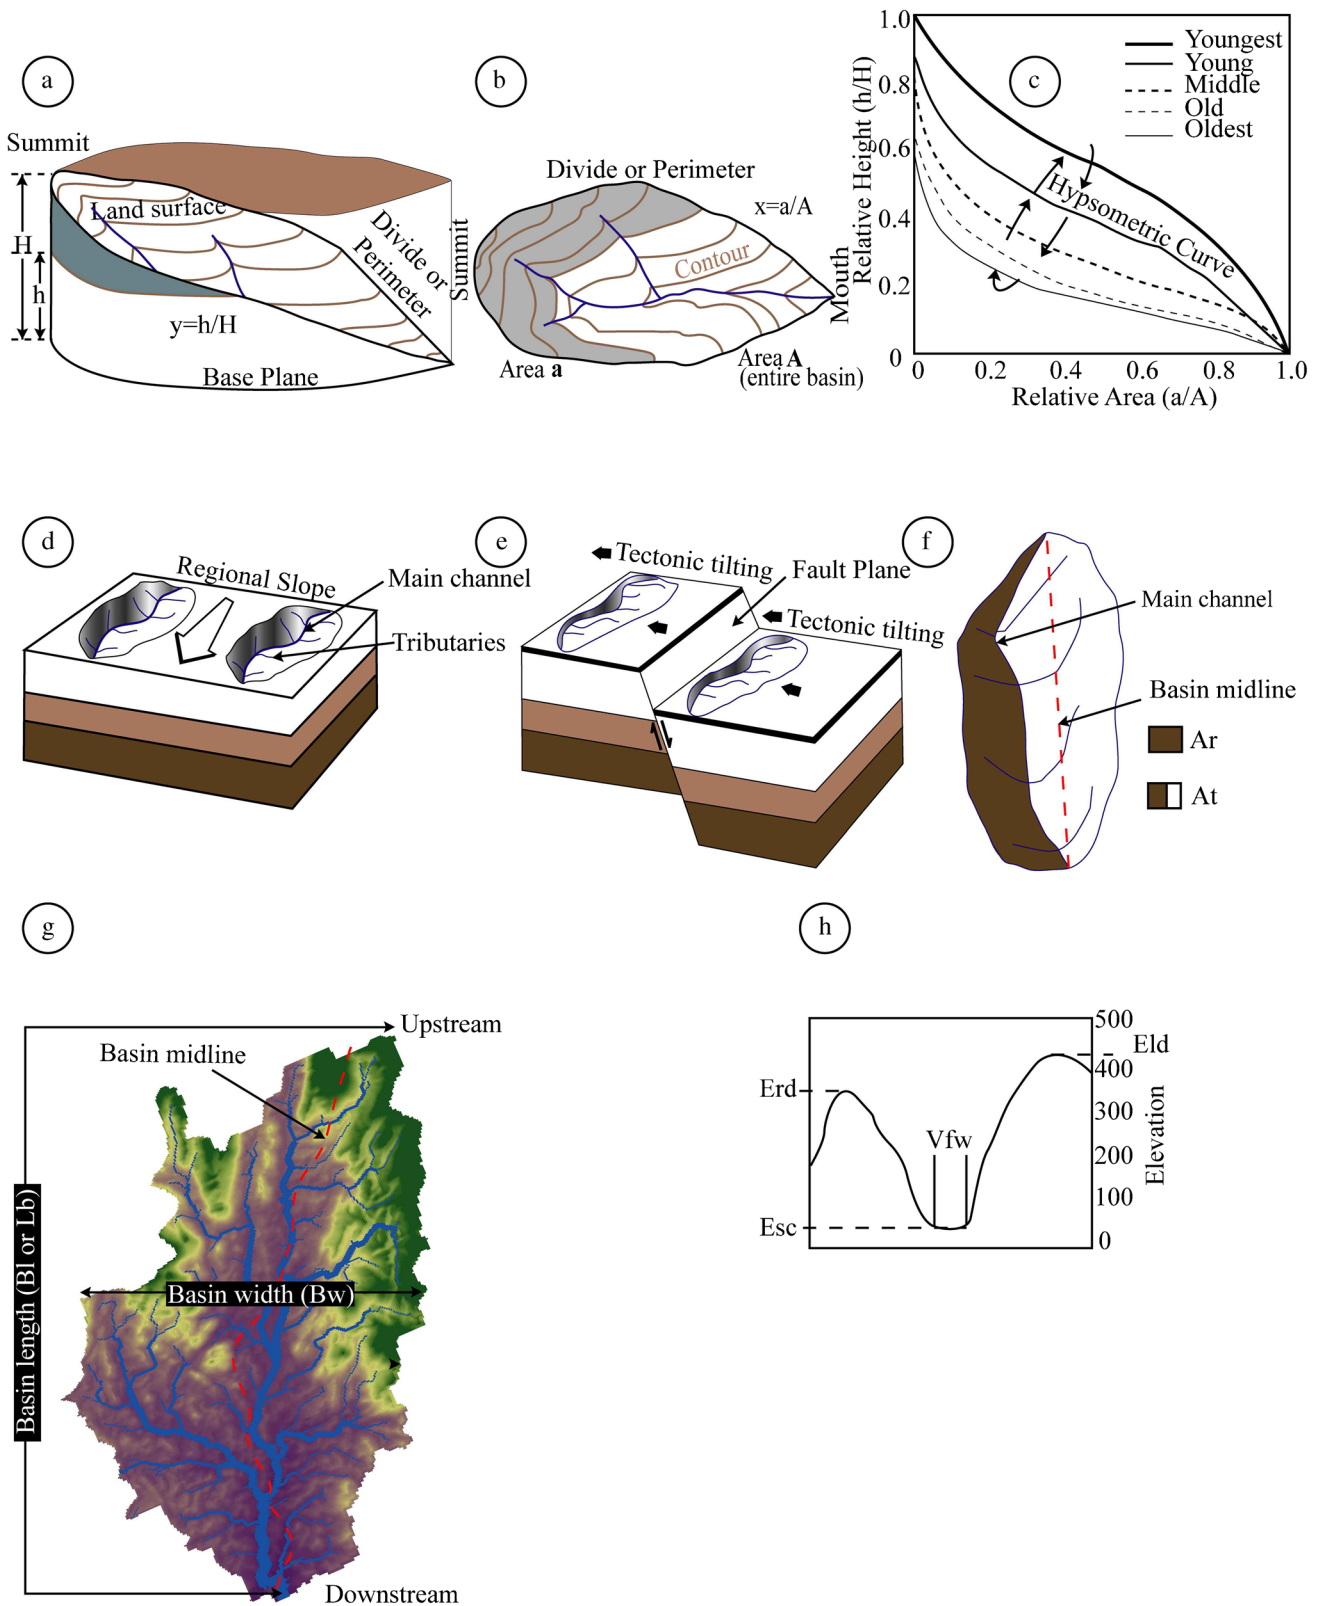 a
Summit
Land surface
H
h
y=h/H
Base Plane
Divide or
Perimeter
b
Divide or Perimeter
x=a/A
Summit
Contour
Mouth
Area a
Area A
(entire basin)
c
Youngest
Young
Middle
Old
Oldest
Hypsometric Curve
Relative Height (h/H)
1.0
0.8
0.6
0.4
0.2
0
0
0.2
0.4
0.6
0.8
1.0
Relative Area (a/A)
d
Regional Slope
Main channel
Tributaries
e
Tectonic tilting
Fault Plane
Tectonic tilting
f
Main channel
Basin midline
Ar
At
g
Upstream
Basin midline
Basin length (Bl or Lb)
Basin width (Bw)
Downstream
h
500
Eld
400
Erd
300
Vfw
200
100
Esc
0
Elevation